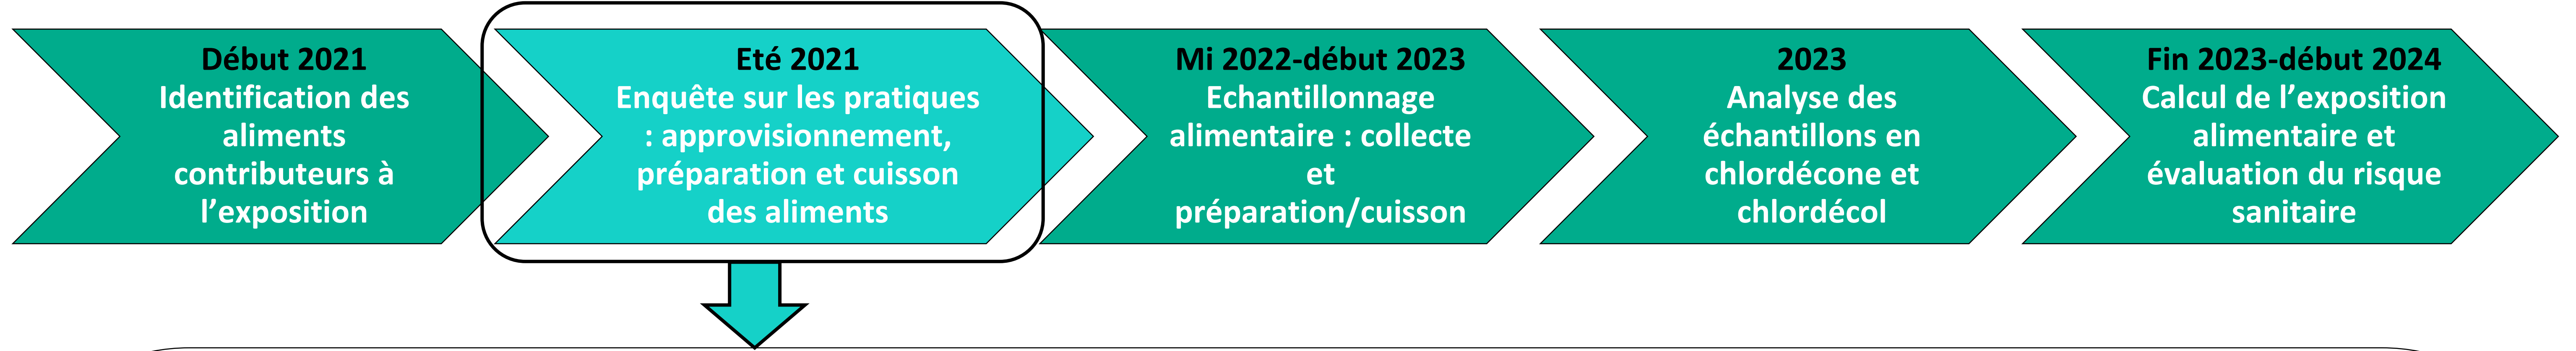 Début 2021
Identification des
aliments
contributeurs à
l’exposition
Eté 2021
Enquête sur les pratiques
: approvisionnement,
préparation et cuisson
des aliments
Mi 2022-début 2023
Echantillonnage
alimentaire : collecte
et
préparation/cuisson
2023
Analyse des
échantillons en
chlordécone et
chlordécol
Fin 2023-début 2024
Calcul de l’exposition
alimentaire et
évaluation du risque
sanitaire